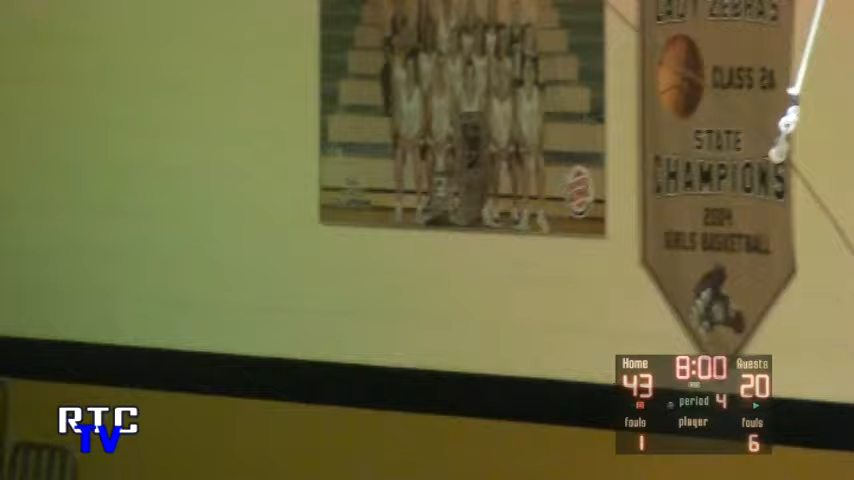 LADY ZEBRAS
CLASS 2A
STATE
CHAMPIONS
2004
GIRLS BASKETBALL
Home 8:00 Guests
43 20
period 4
fouls player fouls
1 6
RTC
TV